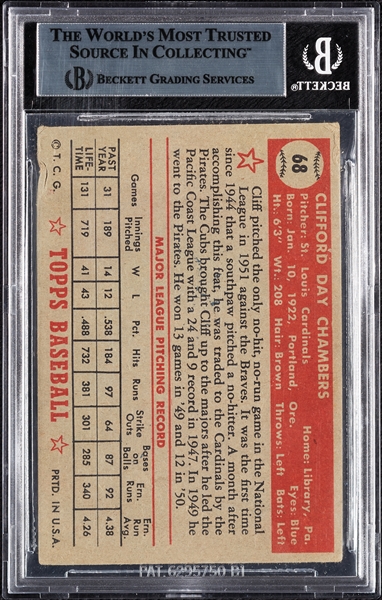 THE WORLD'S MOST TRUSTED
SOURCE IN COLLECTING™
BECKETT GRADING SERVICES
BECKETT
68
CLIFFORD DAY CHAMBERS
Pitcher: St. Louis Cardinals Home: Library, Pa.
Born: Jan. 10, 1922, Portland, Ore. Eyes: Blue
Ht.: 6'3" Wt: 208 Hair: Brown Throws: Left Bats: Left
Cliff pitched the only no-hit, no-run game in the National
League in 1951 against the Braves. It was the first time
since 1944 that a southpaw pitched a no-hitter. A month after
accomplishing this feat, he was traded to the Cardinals by the
Pirates. The Cubs brought Cliff up to the majors after he led the
Pacific Coast League with a 24 and 9 record in 1947. In 1949 he
went to the Pirates. He won 13 games in '49 and 12 in '50.
MAJOR LEAGUE PITCHING RECORD
Games Innings Pitched W L Pct. Hits Runs Strike Outs Bases on Balls Ern. Runs Ern. Run Avg.
PAST YEAR 31 189 14 12 .538 184 97 64 87 92 4.38
LIFE-TIME 131 719 41 43 .488 732 381 301 285 340 4.26
© T. C. G. TOPPS BASEBALL PRTD. IN U.S.A.
PAT. 6295750 B1